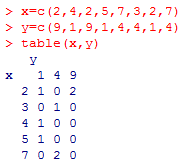 > x=c(2,4,2,5,7,3,2,7)
> y=c(9,1,9,1,4,4,1,4)
> table(x,y)
y
x 1 4 9
2 1 0 2
3 0 1 0
4 1 0 0
5 1 0 0
7 0 2 0